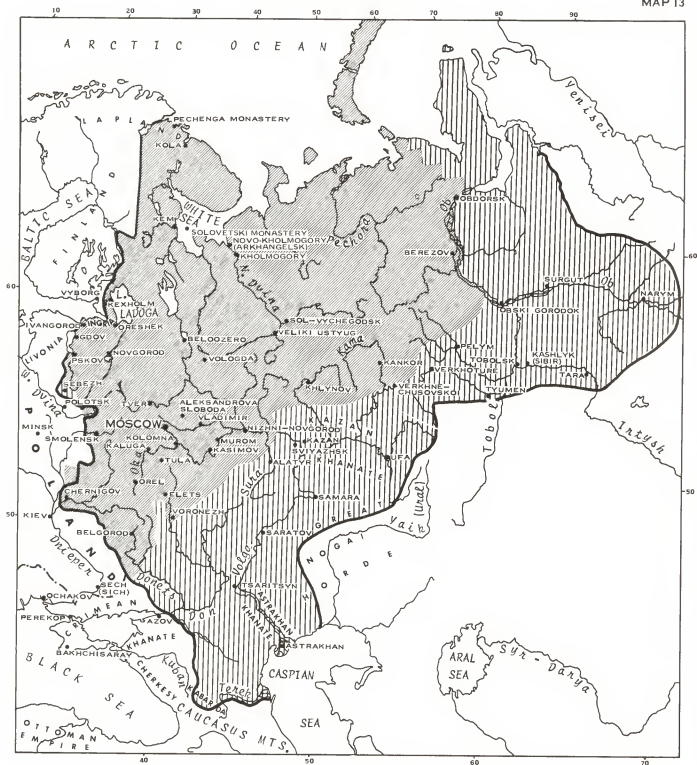 MAP 13
10 20 30 40 50 60 70 80 90
ARCTIC OCEAN
Yenisei
LAPLAND
PECHENGA MONASTERY
KOLA
BALTIC SEA
FINLAND
KEM
WHITE SEA
SOLOVETSKI MONASTERY
NOVO-KHOLMOGORY
(ARKHANGELSK)
KHOLMOGORY
Pechora
Ob
OBDORSK
BEREZOV
60
60
SURGUT
Ob
NARYM
OBSKI GORODOK
VYBORG
KEXHOLM
L. LADOGA
N. Dvina
SOL-VYCHEGODSK
VELIKI USTYUG
IVANGOROD
INGRIA
ORESHEK
GDOV
LIVONIA
PSKOV
NOVGOROD
BELOOZERO
VOLOGDA
Kama
KANKOR
PELYM
TOBOLSK
KASHLYK
(SIBIR)
VERKHOTURE
TARA
W. Dvina
SEBEZH
POLOTSK
TVER
ALEKSANDROVA
SLOBODA
KHLYNOV
VERKHNE-
CHUSOVSKOI
TYUMEN
VLADIMIR
NIZHNI-NOVGOROD
MOSCOW
MINSK
SMOLENSK
KOLOMNA
KALUGA
MUROM
KASIMOV
KAZAN
KAZAN
SVIYAZHSK
KHANATE
ALATYR
UFA
Tobol
Irtysh
POLAND
Oka
TULA
Sura
OREL
ELETS
SAMARA
CHERNIGOV
VORONEZH
50
50
KIEV
GREAT
NOGAI
HORDE
Yaik (Ural)
BELGOROD
SARATOV
Volga
Dnieper
Donets
SECH
(SICH)
Don
TSARITSYN
ASTRAKHAN
KHANATE
OCHAKOV
CRIMEAN
KHANATE
PEREKOP
AZOV
ASTRAKHAN
BAKHCHISARAY
BLACK SEA
Kuban
CHERKESY
KABARDA
Terek
CASPIAN
SEA
ARAL
SEA
Syr-Darya
CAUCASUS MTS.
OTTOMAN
EMPIRE
40 50 60 70